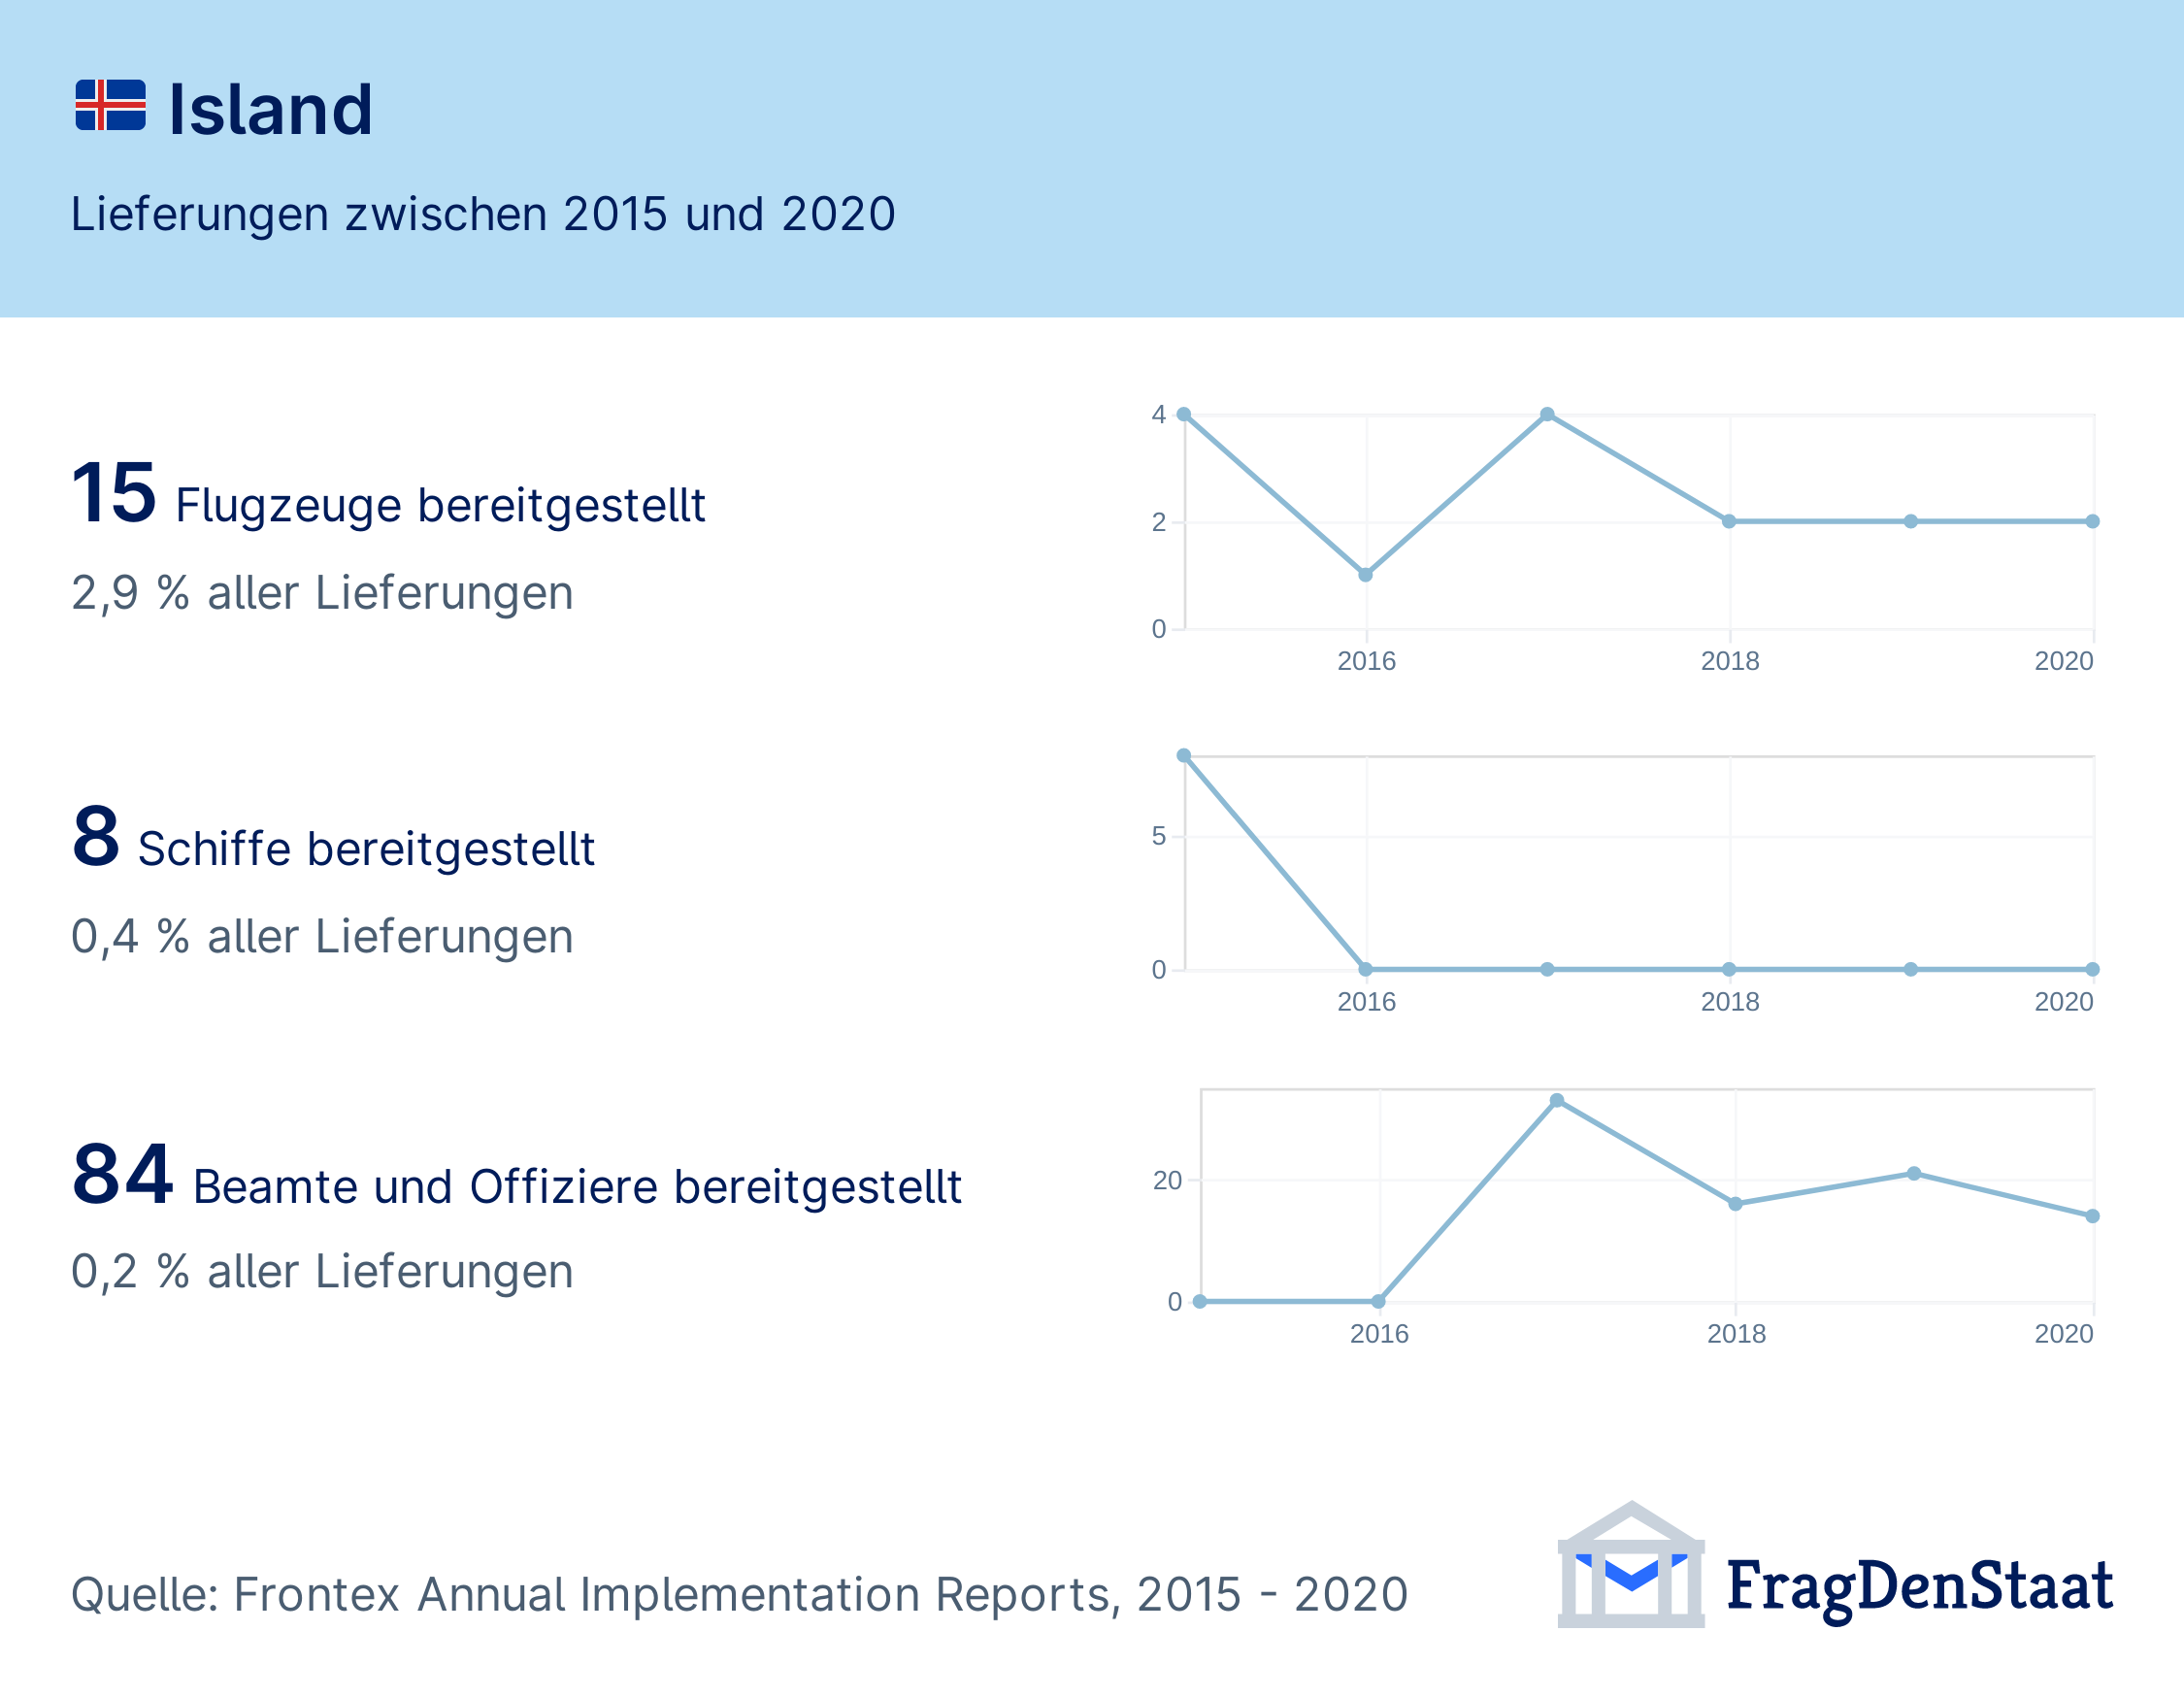 Island
Lieferungen zwischen 2015 und 2020
15 Flugzeuge bereitgestellt
2,9 % aller Lieferungen
4
2
0
2016 2018 2020
8 Schiffe bereitgestellt
0,4 % aller Lieferungen
5
0
2016 2018 2020
84 Beamte und Offiziere bereitgestellt
0,2 % aller Lieferungen
20
0
2016 2018 2020
Quelle: Frontex Annual Implementation Reports, 2015 - 2020
FragDenStaat